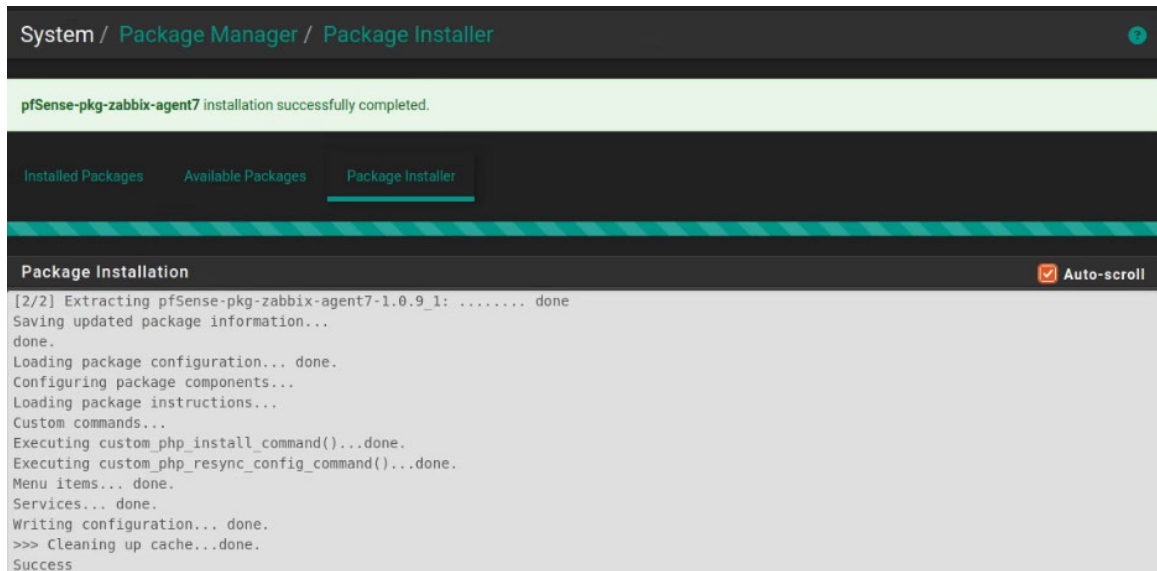 System / Package Manager / Package Installer
?
pfSense-pkg-zabbix-agent7 installation successfully completed.
Installed Packages Available Packages Package Installer
Package Installation Auto-scroll
[2/2] Extracting pfSense-pkg-zabbix-agent7-1.0.9_1: ........ done
Saving updated package information...
done.
Loading package configuration... done.
Configuring package components...
Loading package instructions...
Custom commands...
Executing custom_php_install_command()...done.
Executing custom_php_resync_config_command()...done.
Menu items... done.
Services... done.
Writing configuration... done.
>>> Cleaning up cache...done.
Success